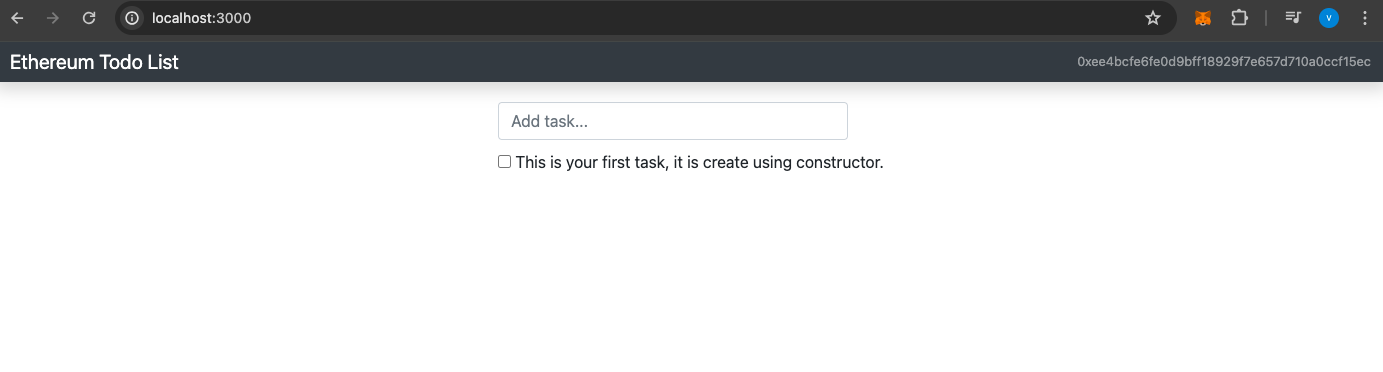 localhost:3000
V
Ethereum Todo List
0xee4bcfe6fe0d9bff18929f7e657d710a0ccf15ec
Add task...
This is your first task, it is create using constructor.